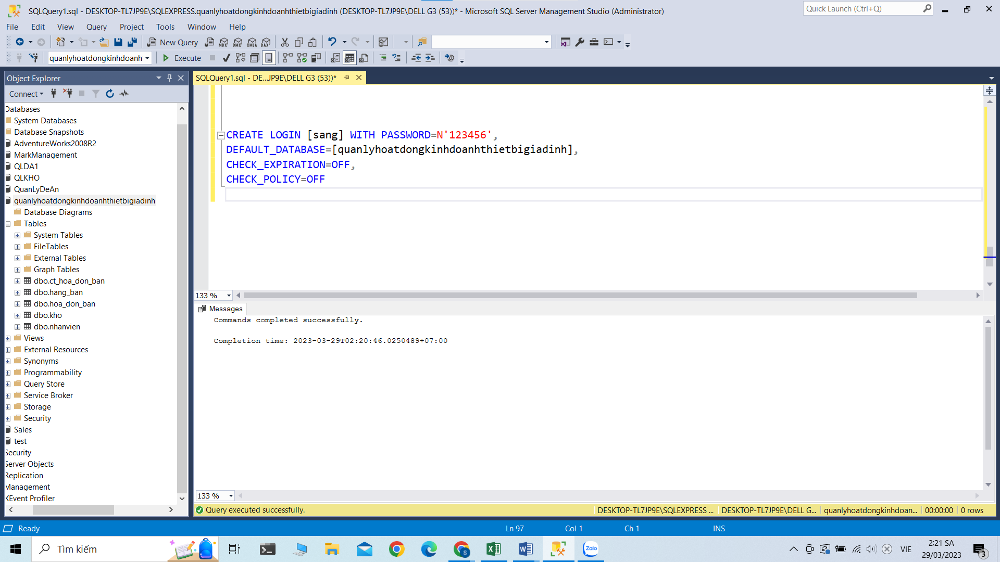 SQLQuery1.sql - DESKTOP-TL7JP9E\SQLEXPRESS.quanlyhoatdongkinhdoanhthietbigiadinh (DESKTOP-TL7JP9E\DELL G3 (53))* - Microsoft SQL Server Management Studio (Administrator)
Quick Launch (Ctrl+Q)
File Edit View Query Project Tools Window Help
New Query MDX DMX XMLA DAX
quanlyhoatdongkinhdoanht Execute
Object Explorer
SQLQuery1.sql - DE...JP9E\DELL G3 (53))*
Connect
Databases
System Databases
Database Snapshots
AdventureWorks2008R2
MarkManagement
QLDA1
QLKHO
QuanLyDeAn
quanlyhoatdongkinhdoanhthietbigiadinh
Database Diagrams
Tables
System Tables
FileTables
External Tables
Graph Tables
dbo.ct_hoa_don_ban
dbo.hang_ban
dbo.hoa_don_ban
dbo.kho
dbo.nhanvien
Views
External Resources
Synonyms
Programmability
Query Store
Service Broker
Storage
Security
Sales
test
Security
Server Objects
Replication
Management
XEvent Profiler
CREATE LOGIN [sang] WITH PASSWORD=N'123456',
DEFAULT_DATABASE=[quanlyhoatdongkinhdoanhthietbigiadinh],
CHECK_EXPIRATION=OFF,
CHECK_POLICY=OFF
133 %
Messages
Commands completed successfully.
Completion time: 2023-03-29T02:20:46.0250489+07:00
133 %
Query executed successfully. DESKTOP-TL7JP9E\SQLEXPRESS ... DESKTOP-TL7JP9E\DELL G... quanlyhoatdongkinhdoan... 00:00:00 0 rows
Ready Ln 97 Col 1 Ch 1 INS
Tìm kiếm
S
Zalo
VIE
2:21 SA
29/03/2023
3